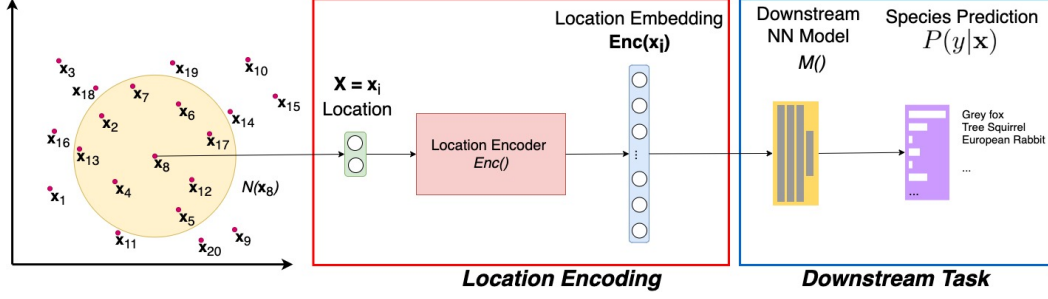 x3
x18
x7
x19
x10
x15
x2
x6
x14
x16
x13
x17
x8
x4
x12
N(x8)
x1
x5
x11
x20
x9
X = xi
Location
Location Encoder
Enc()
Location Embedding
Enc(xi)
⋮
Location Encoding
Downstream
NN Model
M()
Species Prediction
P(y|x)
Grey fox
Tree Squirrel
European Rabbit
...
...
Downstream Task